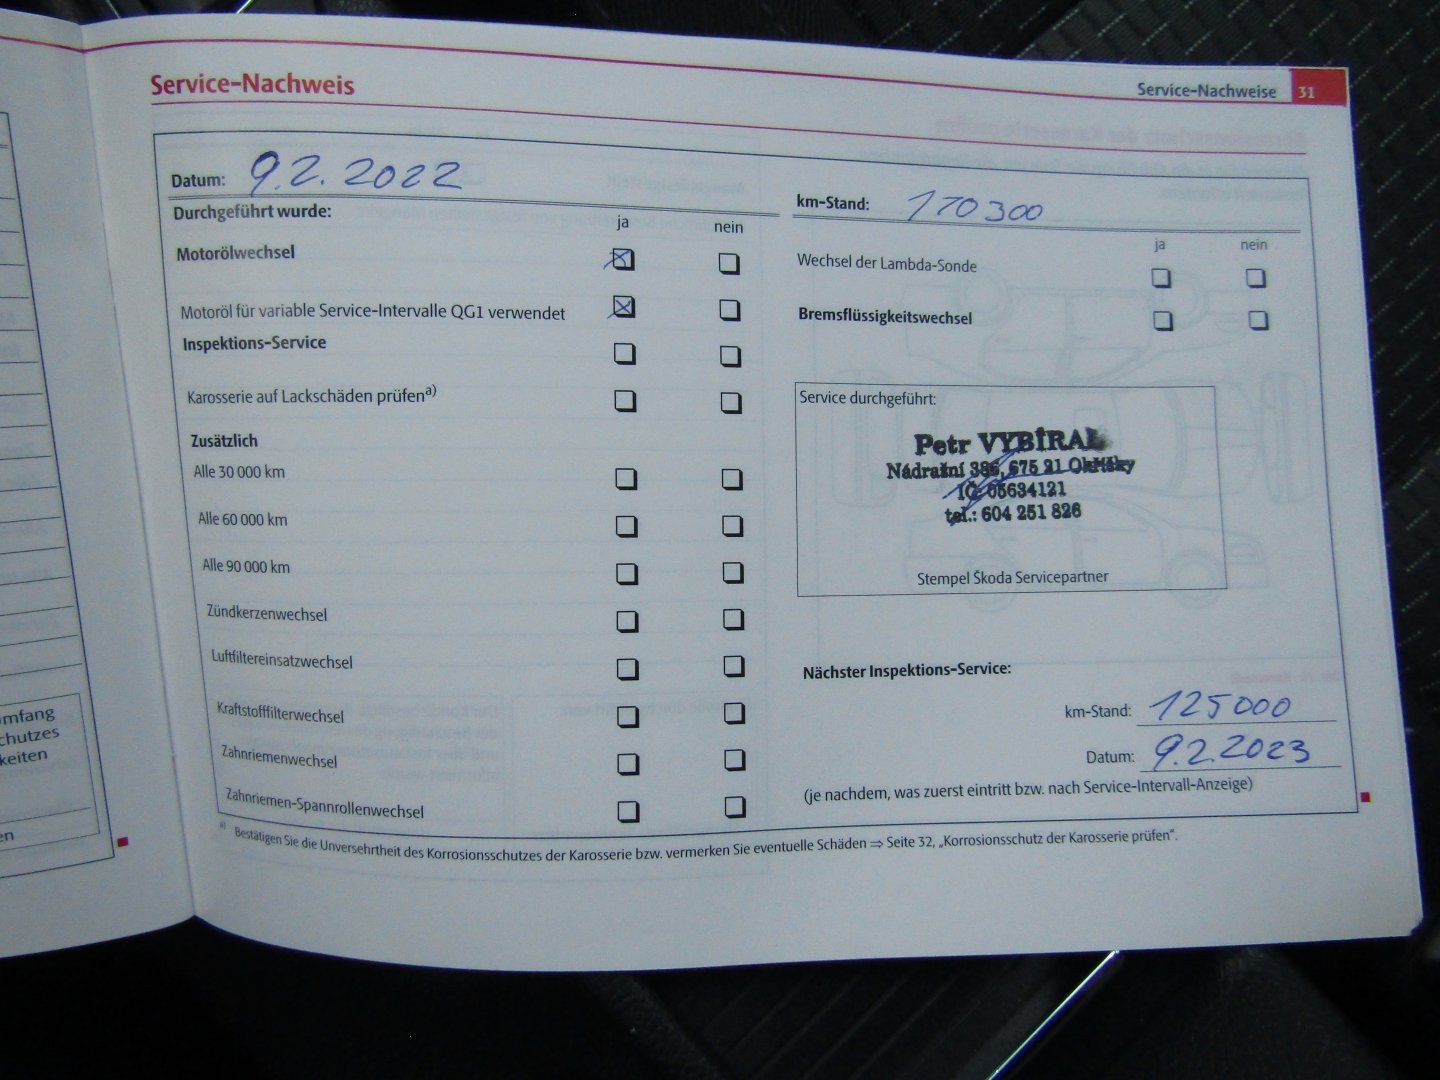 Service-Nachweis
Service-Nachweise 31
Datum: 9.2.2022
Durchgeführt wurde:
ja nein
Motorölwechsel
Motoröl für variable Service-Intervalle QG1 verwendet
Inspektions-Service
Karosserie auf Lackschäden prüfen a)
Zusätzlich
Alle 30 000 km
Alle 60 000 km
Alle 90 000 km
Zündkerzenwechsel
Luftfiltereinsatzwechsel
Kraftstofffilterwechsel
Zahnriemenwechsel
Zahnriemen-Spannrollenwechsel
km-Stand: 110300
ja nein
Wechsel der Lambda-Sonde
Bremsflüssigkeitswechsel
Service durchgeführt:
Petr VYBÍRAL
Nádražní 386, 675 21 Okříšky
IČ 05634121
tel.: 604 251 826
Stempel Škoda Servicepartner
Nächster Inspektions-Service:
km-Stand: 125000
Datum: 9.2.2023
(je nachdem, was zuerst eintritt bzw. nach Service-Intervall-Anzeige)
a) Bestätigen Sie die Unversehrtheit des Korrosionsschutzes der Karosserie bzw. vermerken Sie eventuelle Schäden ⇒ Seite 32, „Korrosionsschutz der Karosserie prüfen“.
mfang
chutzes
keiten
en